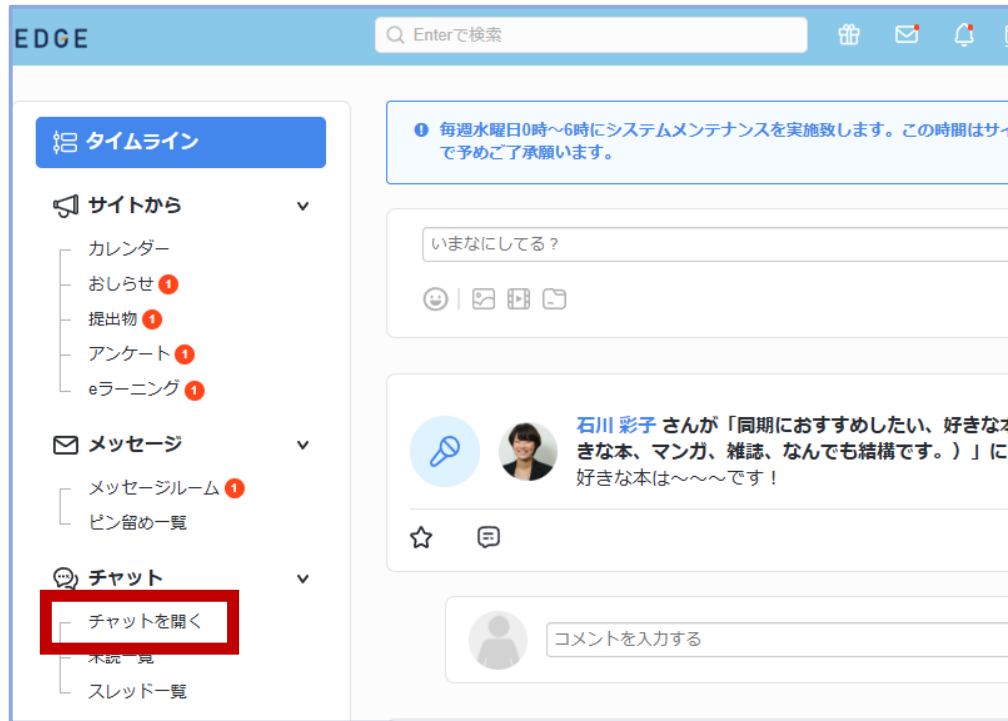 EDGE
Enterで検索
タイムライン
毎週水曜日0時～6時にシステムメンテナンスを実施致します。この時間はサ
で予めご了承願います。
サイトから
カレンダー
おしらせ 1
提出物 1
アンケート 1
eラーニング 1
いまなにしてる？
石川 彩子 さんが「同期におすすめしたい、好きな
きな本、マンガ、雑誌、なんでも結構です。）」に
好きな本は～～～です！
メッセージ
メッセージルーム 1
ピン留め一覧
チャット
チャットを開く
未読一覧
スレッド一覧
コメントを入力する